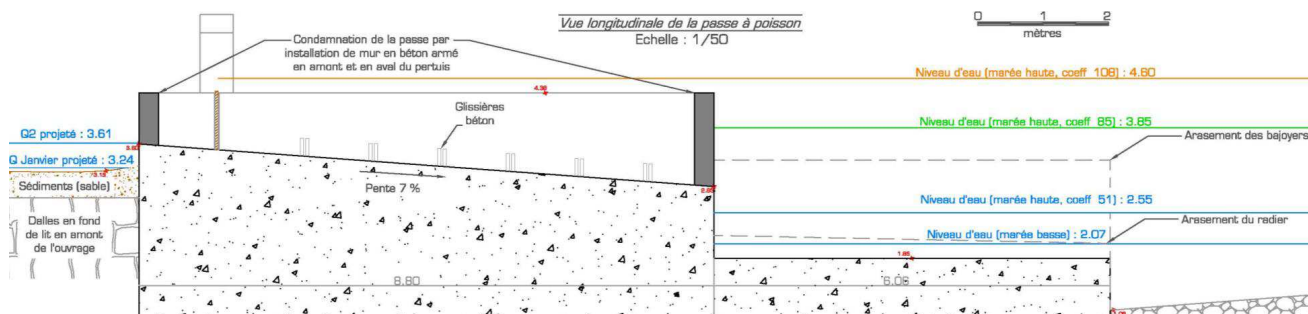 Vue longitudinale de la passe à poisson
Echelle : 1/50
0 1 2
mètres
Condamnation de la passe par
installation de mur en béton armé
en amont et en aval du pertuis
Niveau d'eau (marée haute, coeff 108) : 4.60
4.38
Glissières
béton
Niveau d'eau (marée haute, coeff 85) : 3.85
Q2 projeté : 3.61
Arasement des bajoyers
Q Janvier projeté : 3.24
3.15
Sédiments (sable)
Pente 7 %
Niveau d'eau (marée haute, coeff 51) : 2.55
Dalles en fond
de lit en amont
de l'ouvrage
Arasement du radier
Niveau d'eau (marée basse) : 2.07
1.85
8.80
6.08